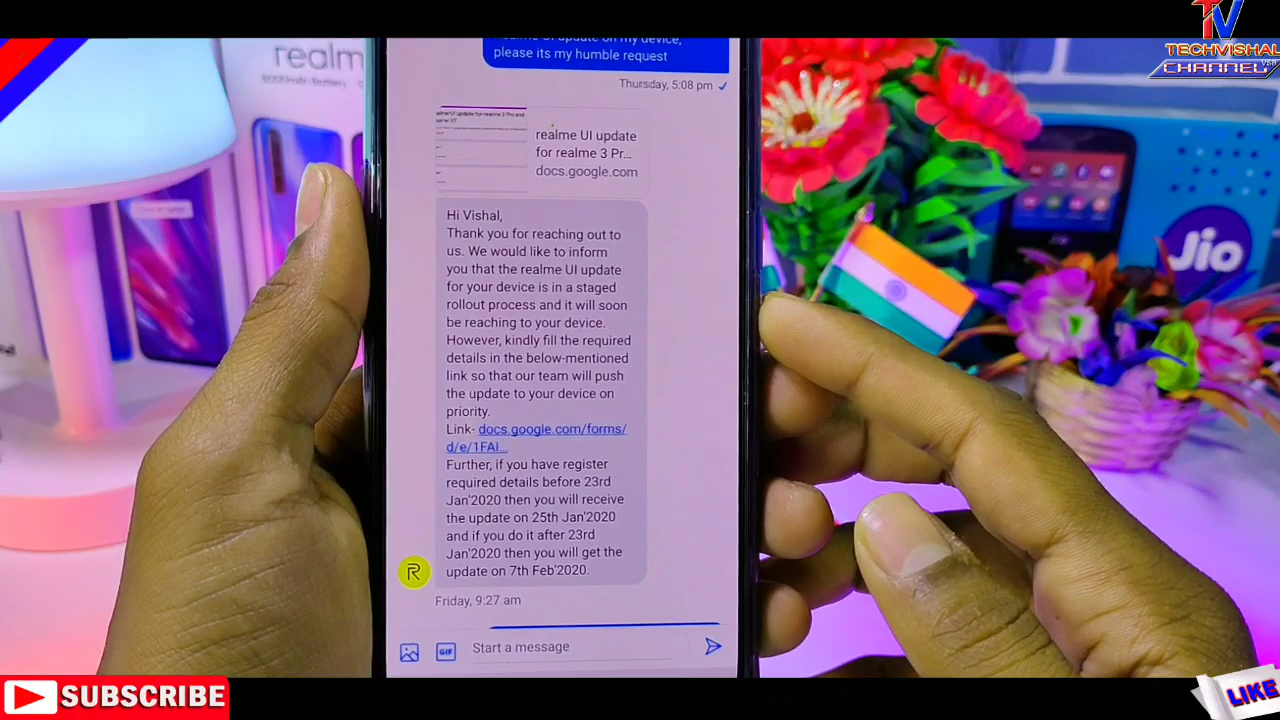 realm
TV
TECHVISHAL
CHANNEL
VSB
realme UI update on my device,
please its my humble request
Thursday, 5:08 pm
realme UI update
for realme 3 Pr...
docs.google.com
Hi Vishal,
Thank you for reaching out to
us. We would like to inform
you that the realme UI update
for your device is in a staged
rollout process and it will soon
be reaching to your device.
However, kindly fill the required
details in the below-mentioned
link so that our team will push
the update to your device on
priority.
Link- docs.google.com/forms/
d/e/1FAI...
Further, if you have register
required details before 23rd
Jan'2020 then you will receive
the update on 25th Jan'2020
and if you do it after 23rd
Jan'2020 then you will get the
update on 7th Feb'2020.
R
Friday, 9:27 am
GIF
Start a message
Jio
SUBSCRIBE
LIKE